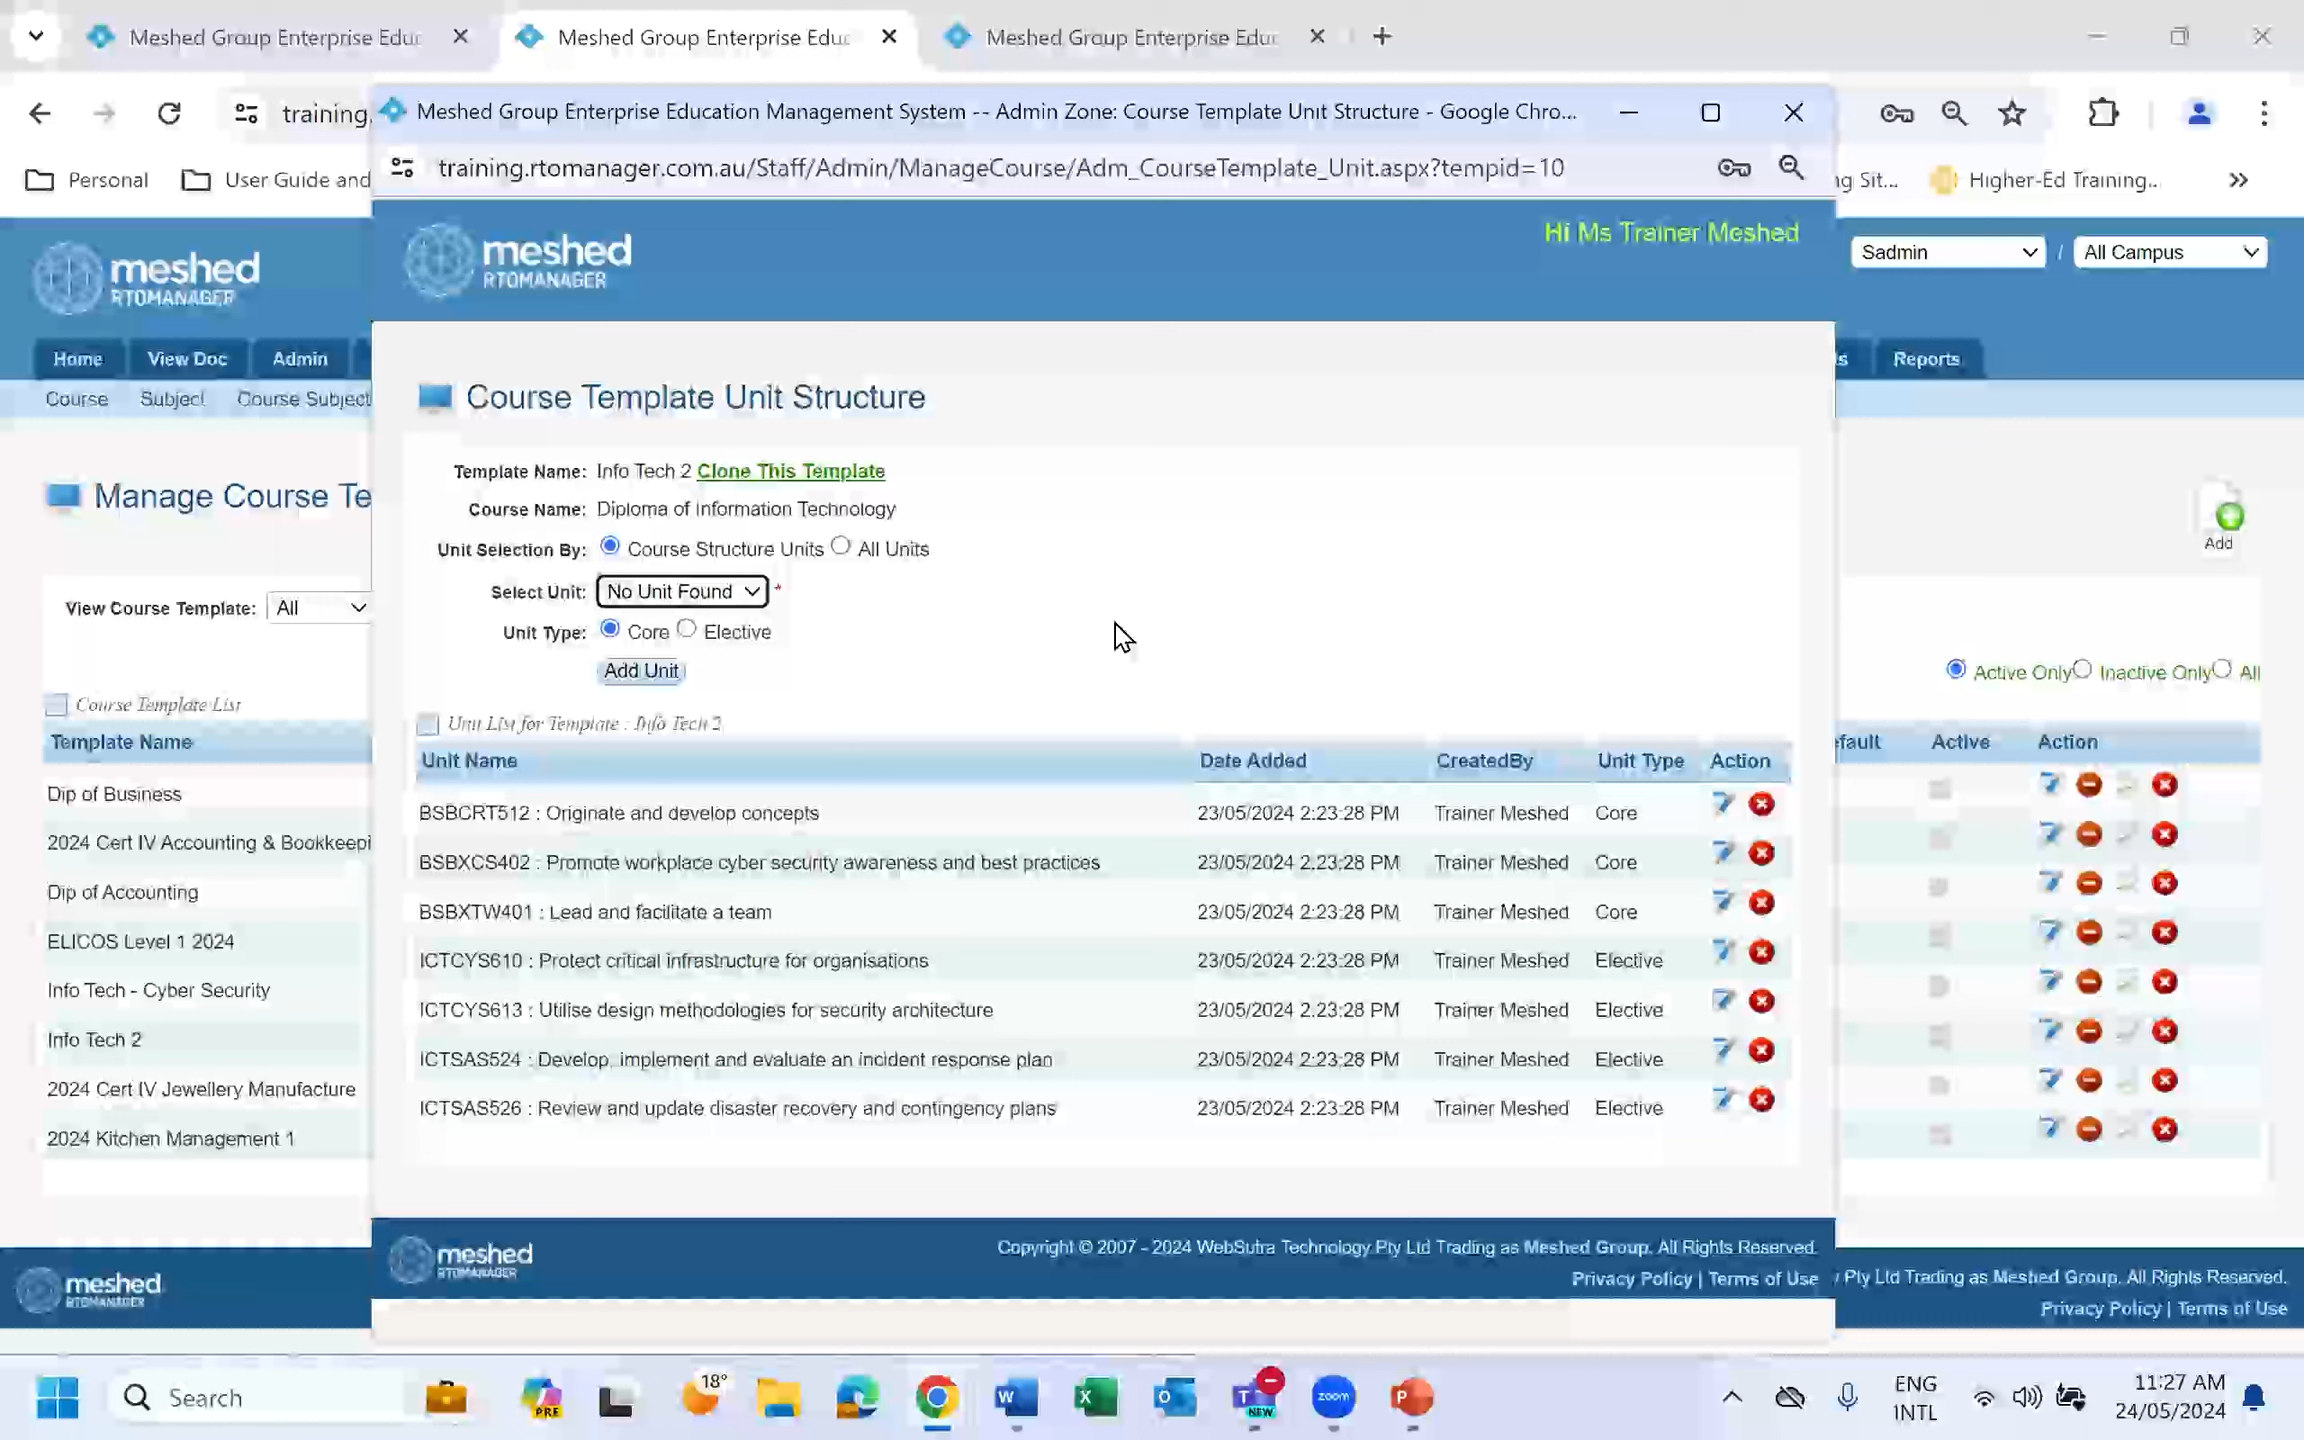 Meshed Group Enterprise Educ
Meshed Group Enterprise Educ
Meshed Group Enterprise Educ
training.
Meshed Group Enterprise Education Management System -- Admin Zone: Course Template Unit Structure - Google Chro...
training.rtomanager.com.au/Staff/Admin/ManageCourse/Adm_CourseTemplate_Unit.aspx?tempid=10
Personal
User Guide and
ng Sit...
Higher-Ed Training...
meshed
RTOMANAGER
Hi Ms Trainer Meshed
meshed
RTOMANAGER
Sadmin
/
All Campus
Home
View Doc
Admin
Reports
Course
Subject
Course Subject
Course Template Unit Structure
Template Name: Info Tech 2 Clone This Template
Course Name: Diploma of Information Technology
Unit Selection By: Course Structure Units All Units
Select Unit: No Unit Found *
Unit Type: Core Elective
Add Unit
Unit List for Template : Info Tech 2
Unit Name Date Added CreatedBy Unit Type Action
BSBCRT512 : Originate and develop concepts 23/05/2024 2:23:28 PM Trainer Meshed Core
BSBXCS402 : Promote workplace cyber security awareness and best practices 23/05/2024 2:23:28 PM Trainer Meshed Core
BSBXTW401 : Lead and facilitate a team 23/05/2024 2:23:28 PM Trainer Meshed Core
ICTCYS610 : Protect critical infrastructure for organisations 23/05/2024 2:23:28 PM Trainer Meshed Elective
ICTCYS613 : Utilise design methodologies for security architecture 23/05/2024 2:23:28 PM Trainer Meshed Elective
ICTSAS524 : Develop, implement and evaluate an incident response plan 23/05/2024 2:23:28 PM Trainer Meshed Elective
ICTSAS526 : Review and update disaster recovery and contingency plans 23/05/2024 2:23:28 PM Trainer Meshed Elective
meshed
RTOMANAGER
Copyright © 2007 - 2024 WebSutra Technology Pty Ltd Trading as Meshed Group. All Rights Reserved.
Privacy Policy | Terms of Use
Manage Course Te
Add
View Course Template: All
Active Only Inactive Only All
Course Template List
Template Name
efault Active Action
Dip of Business
2024 Cert IV Accounting & Bookkeepi
Dip of Accounting
ELICOS Level 1 2024
Info Tech - Cyber Security
Info Tech 2
2024 Cert IV Jewellery Manufacture
2024 Kitchen Management 1
meshed
RTOMANAGER
y Pty Ltd Trading as Meshed Group. All Rights Reserved.
Privacy Policy | Terms of Use
Search
PRE
18°
NEW
zoom
ENG
INTL
11:27 AM
24/05/2024